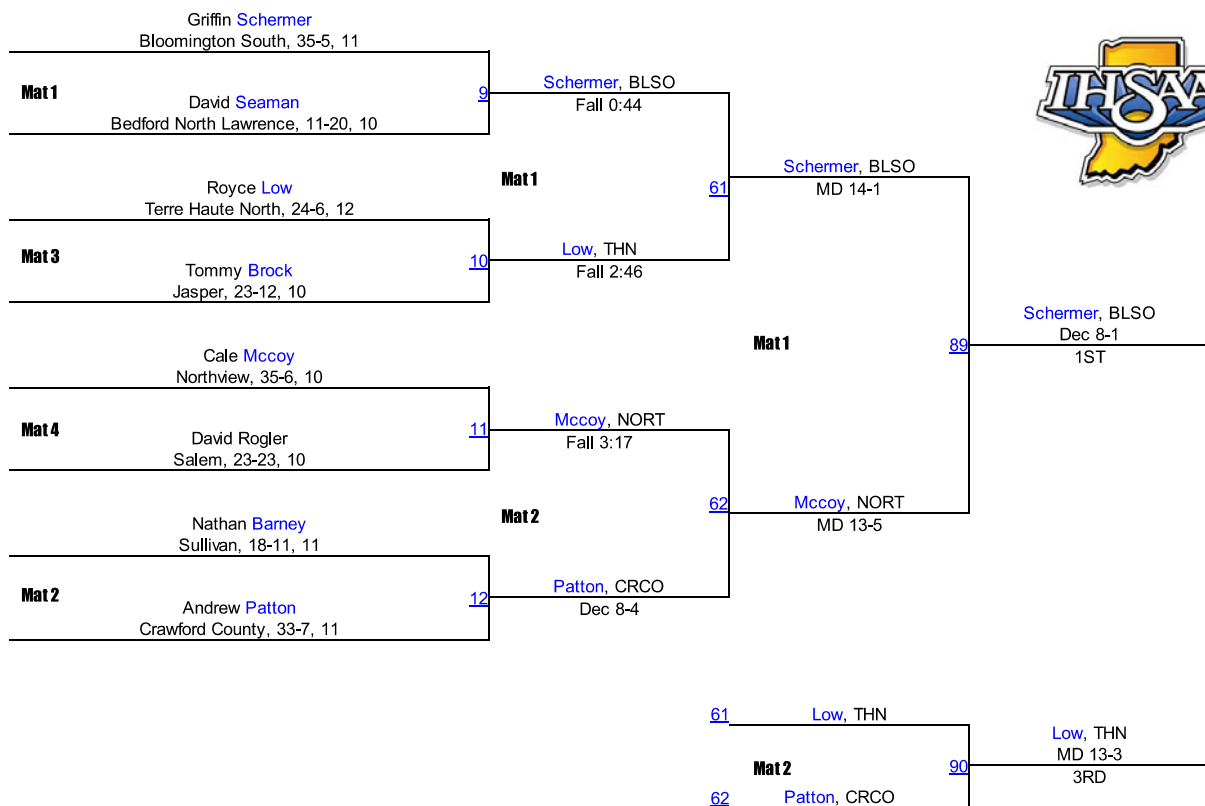 Griffin Schermer
Bloomington South, 35-5, 11
Mat 1
David Seaman
Bedford North Lawrence, 11-20, 10
9
Schermer, BLSO
Fall 0:44
Royce Low
Terre Haute North, 24-6, 12
Mat 3
Tommy Brock
Jasper, 23-12, 10
10
Low, THN
Fall 2:46
Mat 1
61
Schermer, BLSO
MD 14-1
Cale Mccoy
Northview, 35-6, 10
Mat 4
David Rogler
Salem, 23-23, 10
11
Mccoy, NORT
Fall 3:17
Nathan Barney
Sullivan, 18-11, 11
Mat 2
Andrew Patton
Crawford County, 33-7, 11
12
Patton, CRCO
Dec 8-4
Mat 2
62
Mccoy, NORT
MD 13-5
Mat 1
89
Schermer, BLSO
Dec 8-1
1ST
IHSAA
61
Low, THN
Mat 2
62
Patton, CRCO
90
Low, THN
MD 13-3
3RD